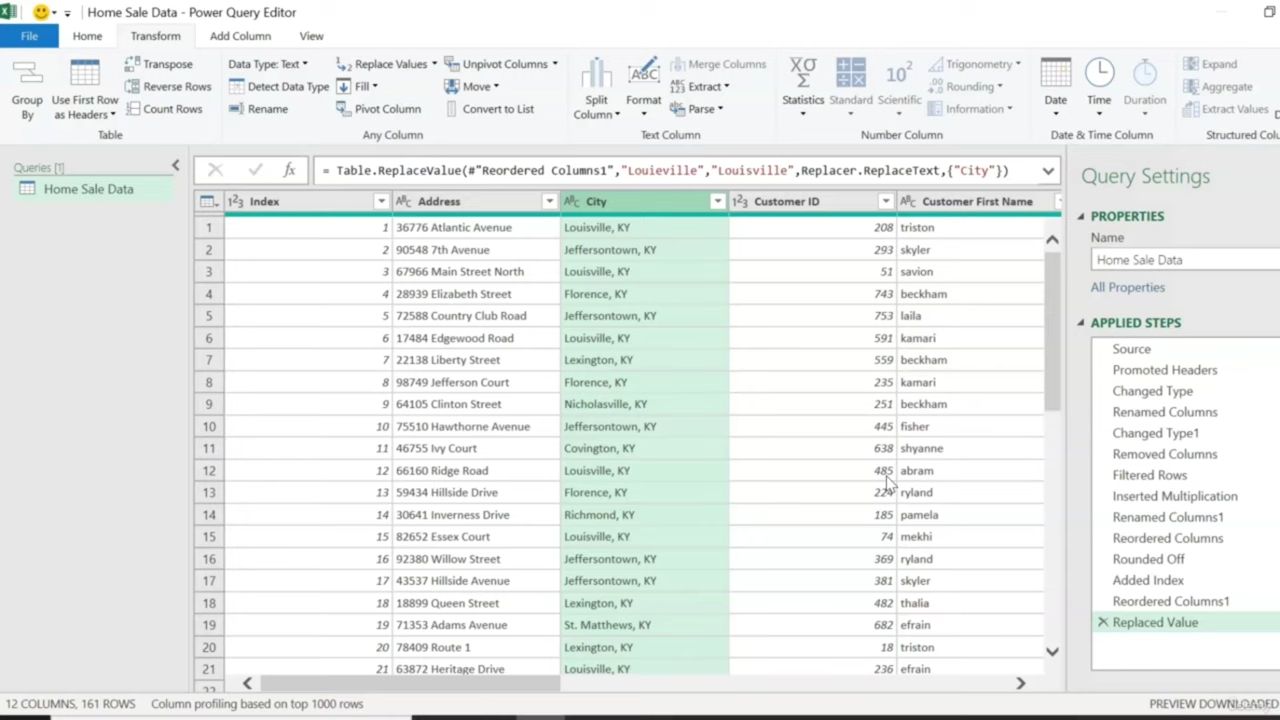 Home Sale Data - Power Query Editor
File Home Transform Add Column View
Group By
Use First Row as Headers
Transpose
Reverse Rows
Count Rows
Table
Data Type: Text
Detect Data Type
Rename
Replace Values
Fill
Pivot Column
Unpivot Columns
Move
Convert to List
Any Column
Split Column
Format
Merge Columns
Extract
Parse
Text Column
Statistics
Standard
Scientific
Trigonometry
Rounding
Information
Number Column
Date
Time
Duration
Date & Time Column
Expand
Aggregate
Extract Values
Structured Col
Queries [1]
Home Sale Data
= Table.ReplaceValue(#"Reordered Columns1","Louieville","Louisville",Replacer.ReplaceText,{"City"})
Index Address City Customer ID Customer First Name
1 1 36776 Atlantic Avenue Louisville, KY 208 triston
2 2 90548 7th Avenue Jeffersontown, KY 293 skyler
3 3 67966 Main Street North Louisville, KY 51 savion
4 4 28939 Elizabeth Street Florence, KY 743 beckham
5 5 72588 Country Club Road Jeffersontown, KY 753 laila
6 6 17484 Edgewood Road Louisville, KY 591 kamari
7 7 22138 Liberty Street Lexington, KY 559 beckham
8 8 98749 Jefferson Court Florence, KY 235 kamari
9 9 64105 Clinton Street Nicholasville, KY 251 beckham
10 10 75510 Hawthorne Avenue Jeffersontown, KY 445 fisher
11 11 46755 Ivy Court Covington, KY 638 shyanne
12 12 66160 Ridge Road Louisville, KY 485 abram
13 13 59434 Hillside Drive Florence, KY 224 ryland
14 14 30641 Inverness Drive Richmond, KY 185 pamela
15 15 82652 Essex Court Louisville, KY 74 mekhi
16 16 92380 Willow Street Jeffersontown, KY 369 ryland
17 17 43537 Hillside Avenue Jeffersontown, KY 381 skyler
18 18 18899 Queen Street Lexington, KY 482 thalia
19 19 71353 Adams Avenue St. Matthews, KY 682 efrain
20 20 78409 Route 1 Lexington, KY 18 triston
21 21 63872 Heritage Drive Louisville, KY 236 efrain
22
Query Settings
PROPERTIES
Name
Home Sale Data
All Properties
APPLIED STEPS
Source
Promoted Headers
Changed Type
Renamed Columns
Changed Type1
Removed Columns
Filtered Rows
Inserted Multiplication
Renamed Columns1
Reordered Columns
Rounded Off
Added Index
Reordered Columns1
Replaced Value
12 COLUMNS, 161 ROWS Column profiling based on top 1000 rows PREVIEW DOWNLOADED